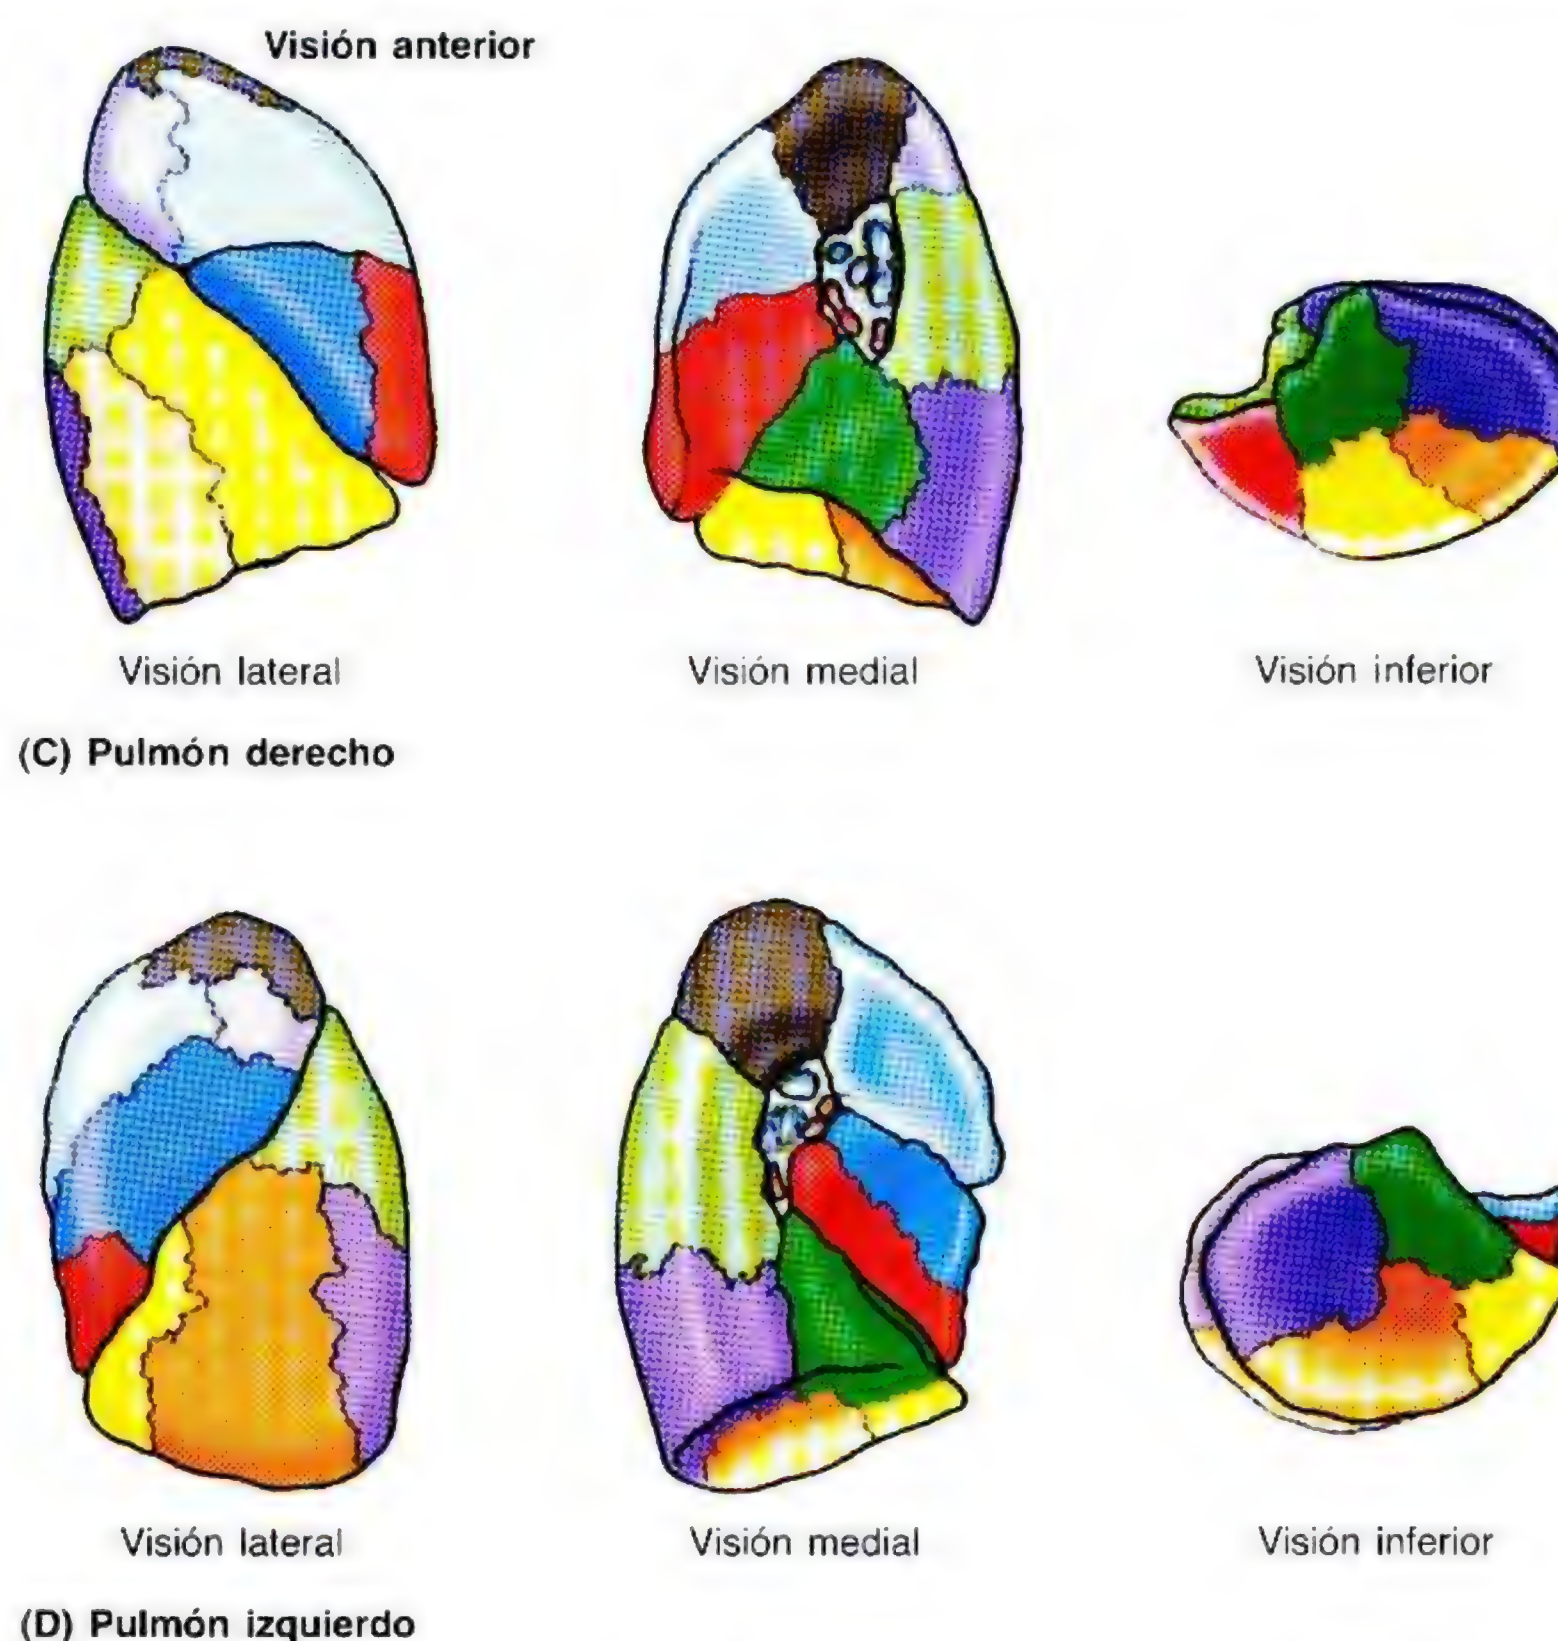 Visión anterior
Visión lateral
Visión medial
Visión inferior
(C) Pulmón derecho
Visión lateral
Visión medial
Visión inferior
(D) Pulmón izquierdo